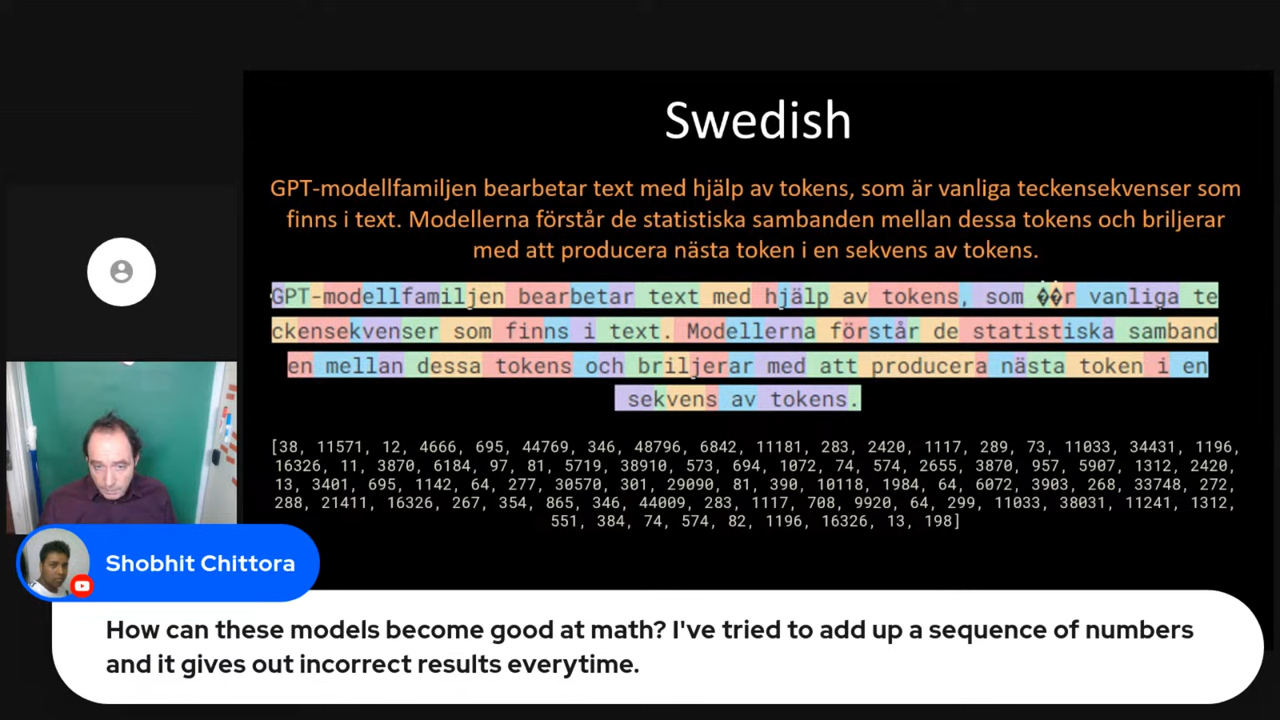 Swedish
GPT-modellfamiljen bearbetar text med hjälp av tokens, som är vanliga teckensekvenser som
finns i text. Modellerna förstår de statistiska sambanden mellan dessa tokens och briljerar
med att producera nästa token i en sekvens av tokens.
GPT-modellfamiljen bearbetar text med hjälp av tokens, som ��r vanliga te
ckensekvenser som finns i text. Modellerna förstår de statistiska samband
en mellan dessa tokens och briljerar med att producera nästa token i en
sekvens av tokens.
[38, 11571, 12, 4666, 695, 44769, 346, 48796, 6842, 11181, 283, 2420, 1117, 289, 73, 11033, 34431, 1196,
16326, 11, 3870, 6184, 97, 81, 5719, 38910, 573, 694, 1072, 74, 574, 2655, 3870, 957, 5907, 1312, 2420,
13, 3401, 695, 1142, 64, 277, 30570, 301, 29090, 81, 390, 10118, 1984, 64, 6072, 3903, 268, 33748, 272,
288, 21411, 16326, 267, 354, 865, 346, 44009, 283, 1117, 708, 9920, 64, 299, 11033, 38031, 11241, 1312,
551, 384, 74, 574, 82, 1196, 16326, 13, 198]
Shobhit Chittora
How can these models become good at math? I've tried to add up a sequence of numbers
and it gives out incorrect results everytime.